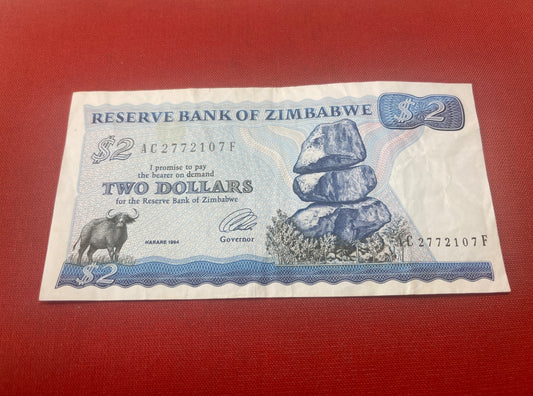 RESERVE BANK OF ZIMBABWE
$2
$2
AC2772107F
I promise to pay
the bearer on demand
TWO DOLLARS
for the Reserve Bank of Zimbabwe
HARARE 1994
Governor
AC2772107F
$2